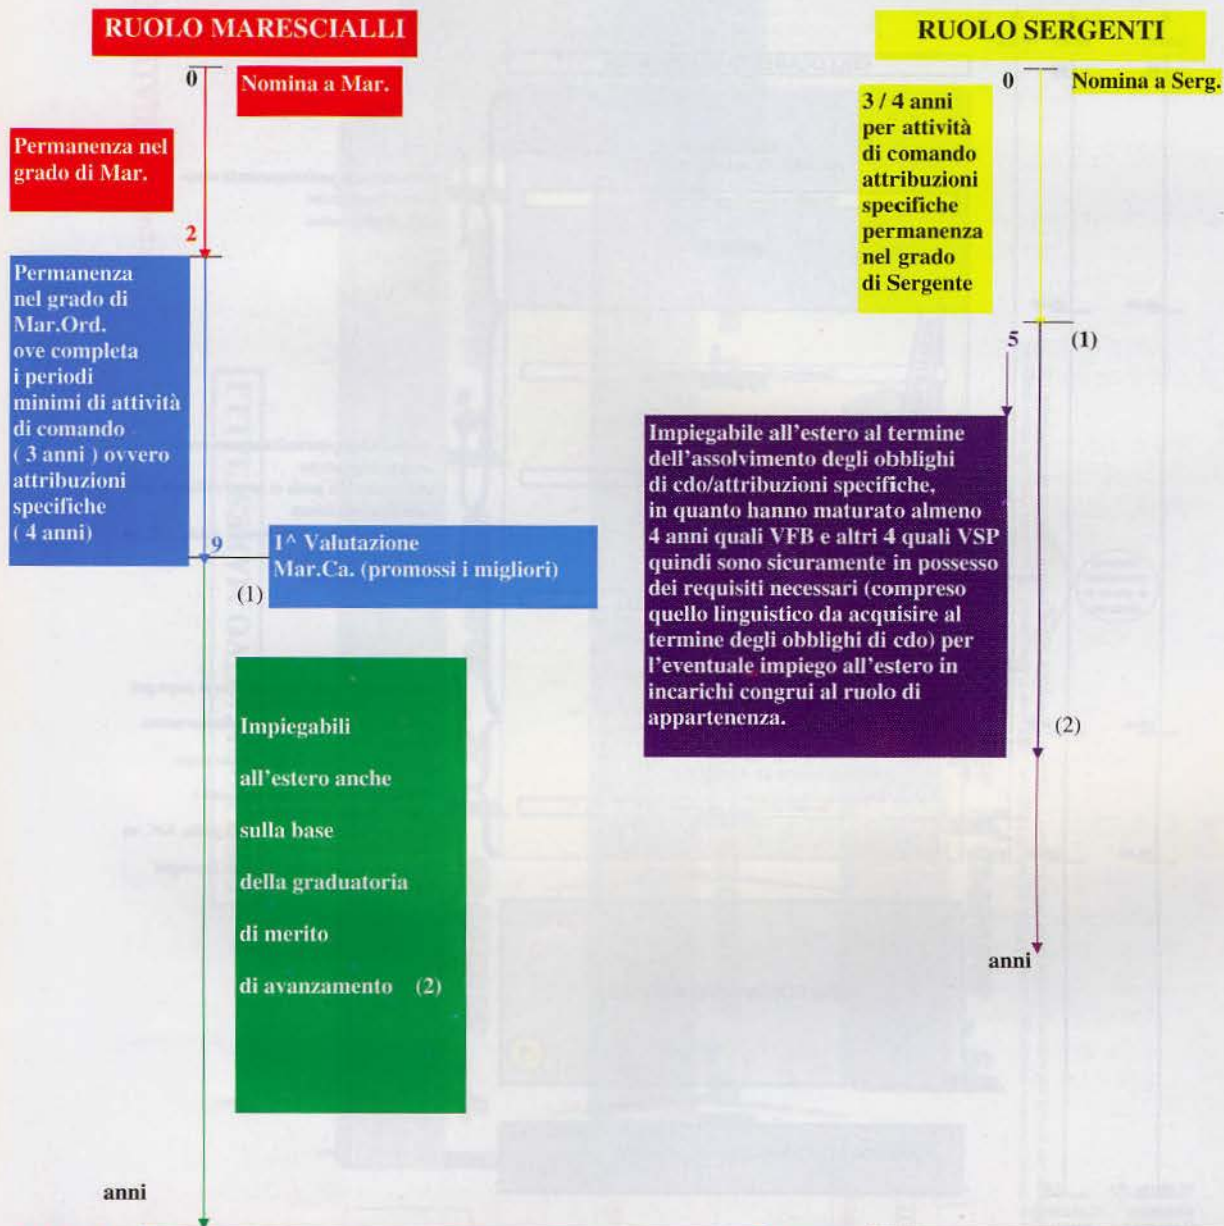 RUOLO MARESCIALLI
0
Nomina a Mar.
Permanenza nel
grado di Mar.
2
Permanenza
nel grado di
Mar.Ord.
ove completa
i periodi
minimi di attività
di comando
( 3 anni ) ovvero
attribuzioni
specifiche
( 4 anni)
9
1^ Valutazione
Mar.Ca. (promossi i migliori)
(1)
Impiegabili
all'estero anche
sulla base
della graduatoria
di merito
di avanzamento (2)
anni
RUOLO SERGENTI
0
Nomina a Serg.
3 / 4 anni
per attività
di comando
attribuzioni
specifiche
permanenza
nel grado
di Sergente
5
(1)
Impiegabile all'estero al termine
dell'assolvimento degli obblighi
di cdo/attribuzioni specifiche,
in quanto hanno maturato almeno
4 anni quali VFB e altri 4 quali VSP
quindi sono sicuramente in possesso
dei requisiti necessari (compreso
quello linguistico da acquisire al
termine degli obblighi di cdo) per
l'eventuale impiego all'estero in
incarichi congrui al ruolo di
appartenenza.
(2)
anni